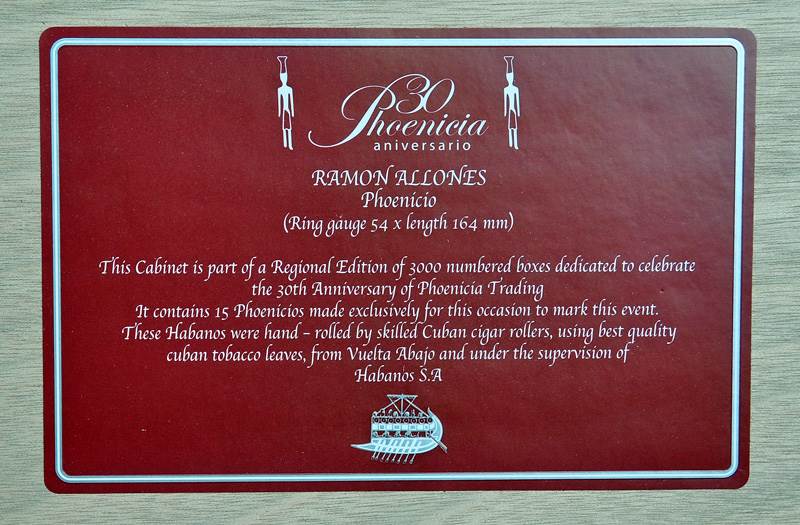 30
Phoenicia
aniversario
RAMON ALLONES
Phoenicio
(Ring gauge 54 x length 164 mm)
This Cabinet is part of a Regional Edition of 3000 numbered boxes dedicated to celebrate
the 30th Anniversary of Phoenicia Trading
It contains 15 Phoenicios made exclusively for this occasion to mark this event.
These Habanos were hand – rolled by skilled Cuban cigar rollers, using best quality
cuban tobacco leaves, from Vuelta Abajo and under the supervision of
Habanos S.A